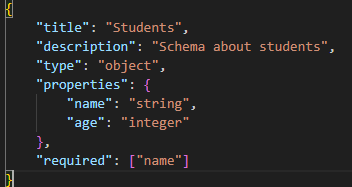 {
"title": "Students",
"description": "Schema about students",
"type": "object",
"properties": {
"name": "string",
"age": "integer"
},
"required": ["name"]
}